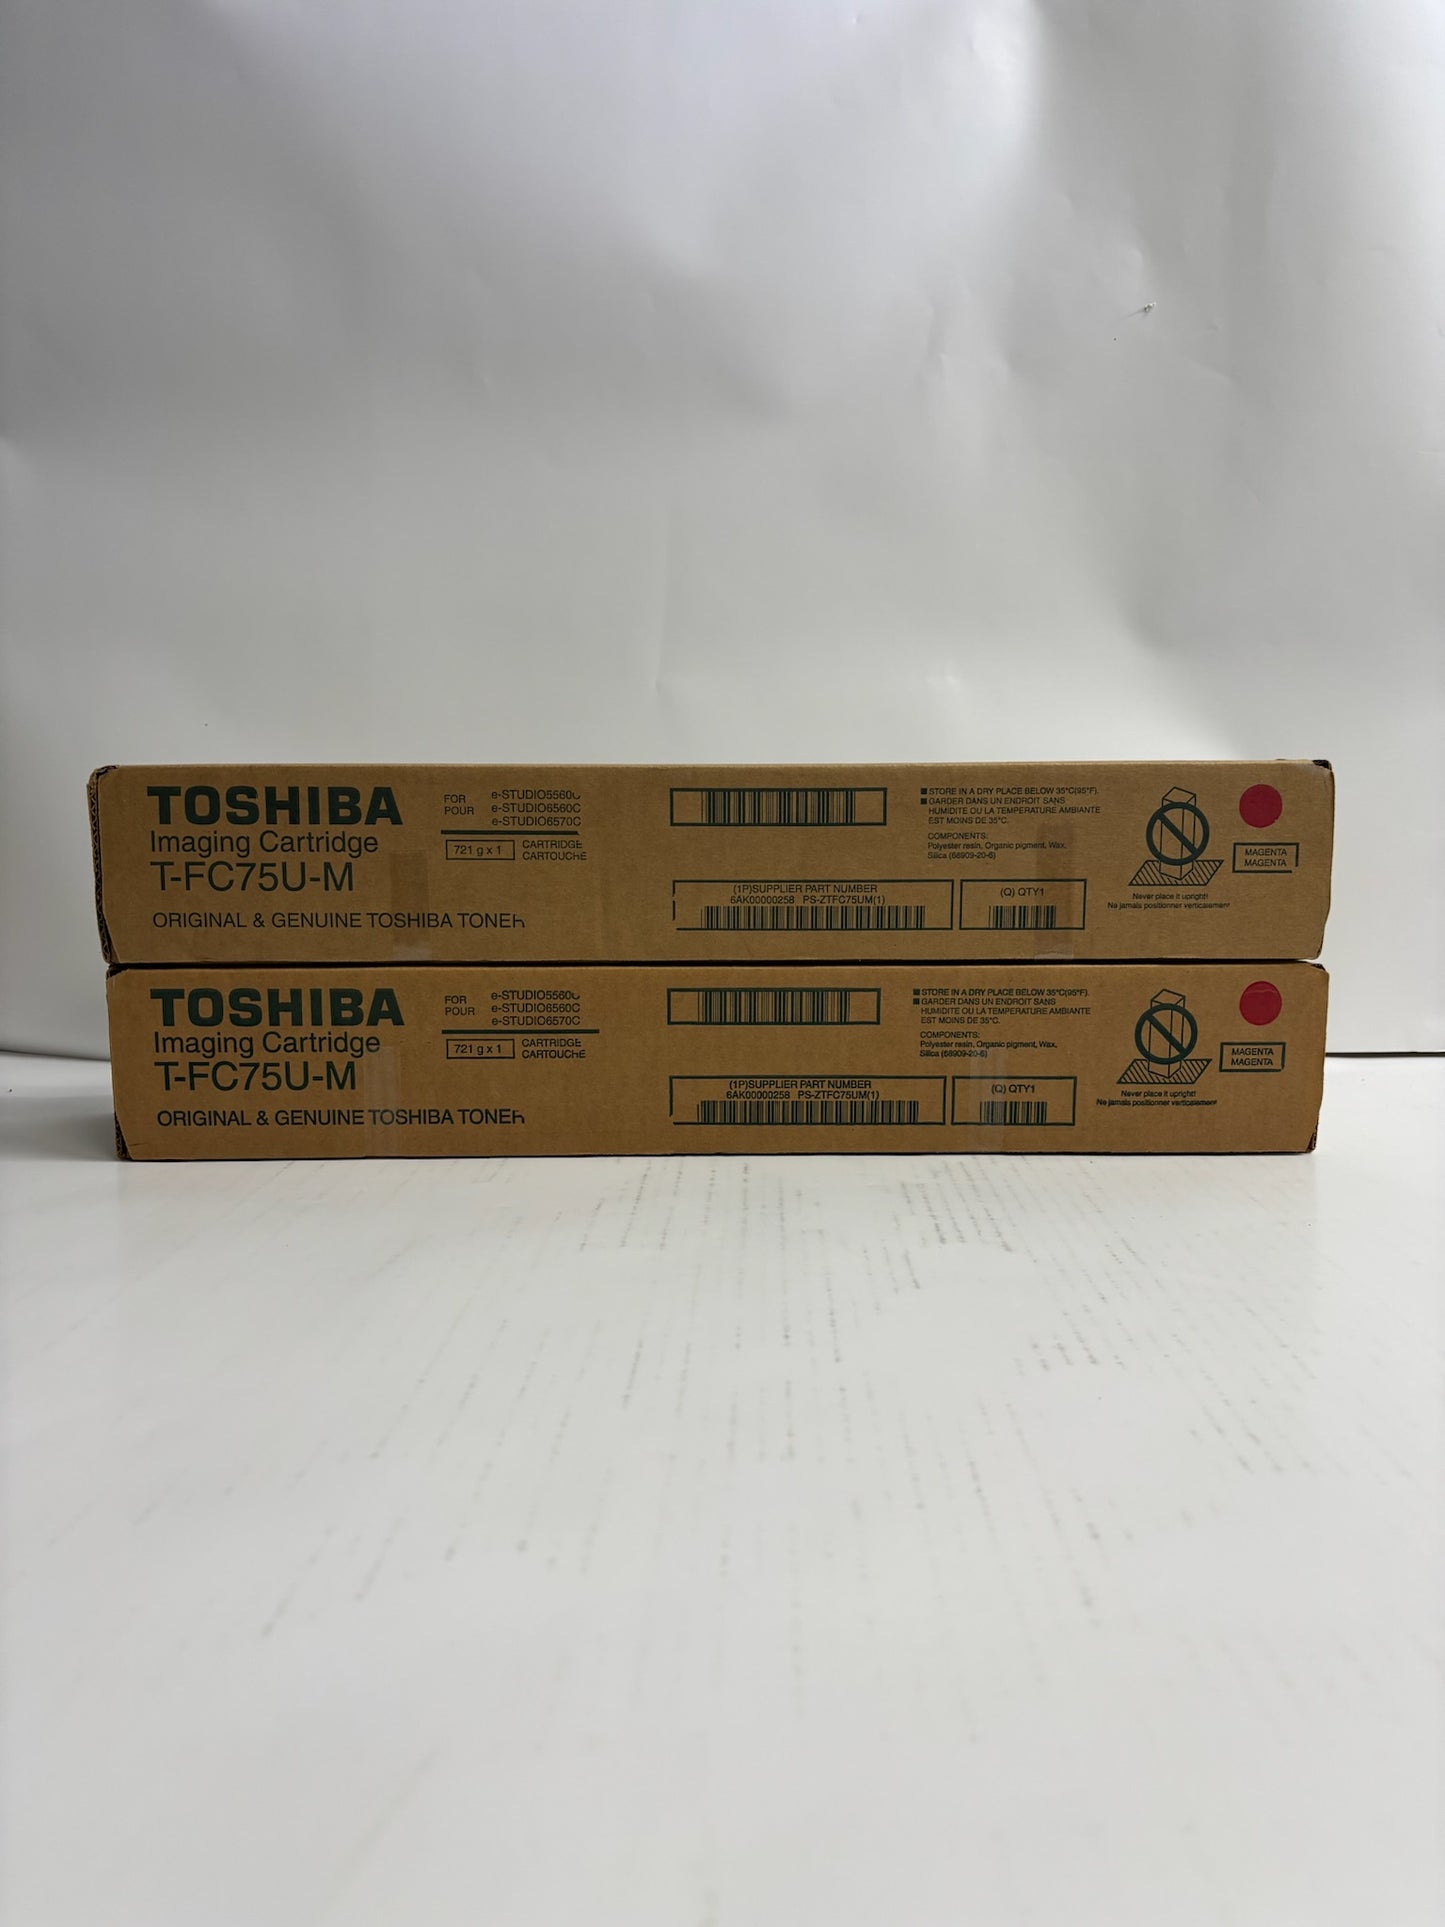 TOSHIBA
Imaging Cartridge
T-FC75U-M
ORIGINAL & GENUINE TOSHIBA TONER
FOR
POUR
e-STUDIO5560C
e-STUDIO6560C
e-STUDIO6570C
721 g x 1
CARTRIDGE
CARTOUCHE
(1P)SUPPLIER PART NUMBER
6AK00000258 PS-ZTFC75UM(1)
(Q) QTY1
■ STORE IN A DRY PLACE BELOW 35°C(95°F).
■ GARDER DANS UN ENDROIT SANS
HUMIDITE OU LA TEMPERATURE AMBIANTE
EST MOINS DE 35°C.
COMPONENTS:
Polyester resin, Organic pigment, Wax,
Silica (68909-20-6)
Never place it upright!
Ne jamais positionner verticalement
MAGENTA
MAGENTA
TOSHIBA
Imaging Cartridge
T-FC75U-M
ORIGINAL & GENUINE TOSHIBA TONER
FOR
POUR
e-STUDIO5560C
e-STUDIO6560C
e-STUDIO6570C
721 g x 1
CARTRIDGE
CARTOUCHE
(1P)SUPPLIER PART NUMBER
6AK00000258 PS-ZTFC75UM(1)
(Q) QTY1
■ STORE IN A DRY PLACE BELOW 35°C(95°F).
■ GARDER DANS UN ENDROIT SANS
HUMIDITE OU LA TEMPERATURE AMBIANTE
EST MOINS DE 35°C.
COMPONENTS:
Polyester resin, Organic pigment, Wax,
Silica (68909-20-6)
Never place it upright!
Ne jamais positionner verticalement
MAGENTA
MAGENTA